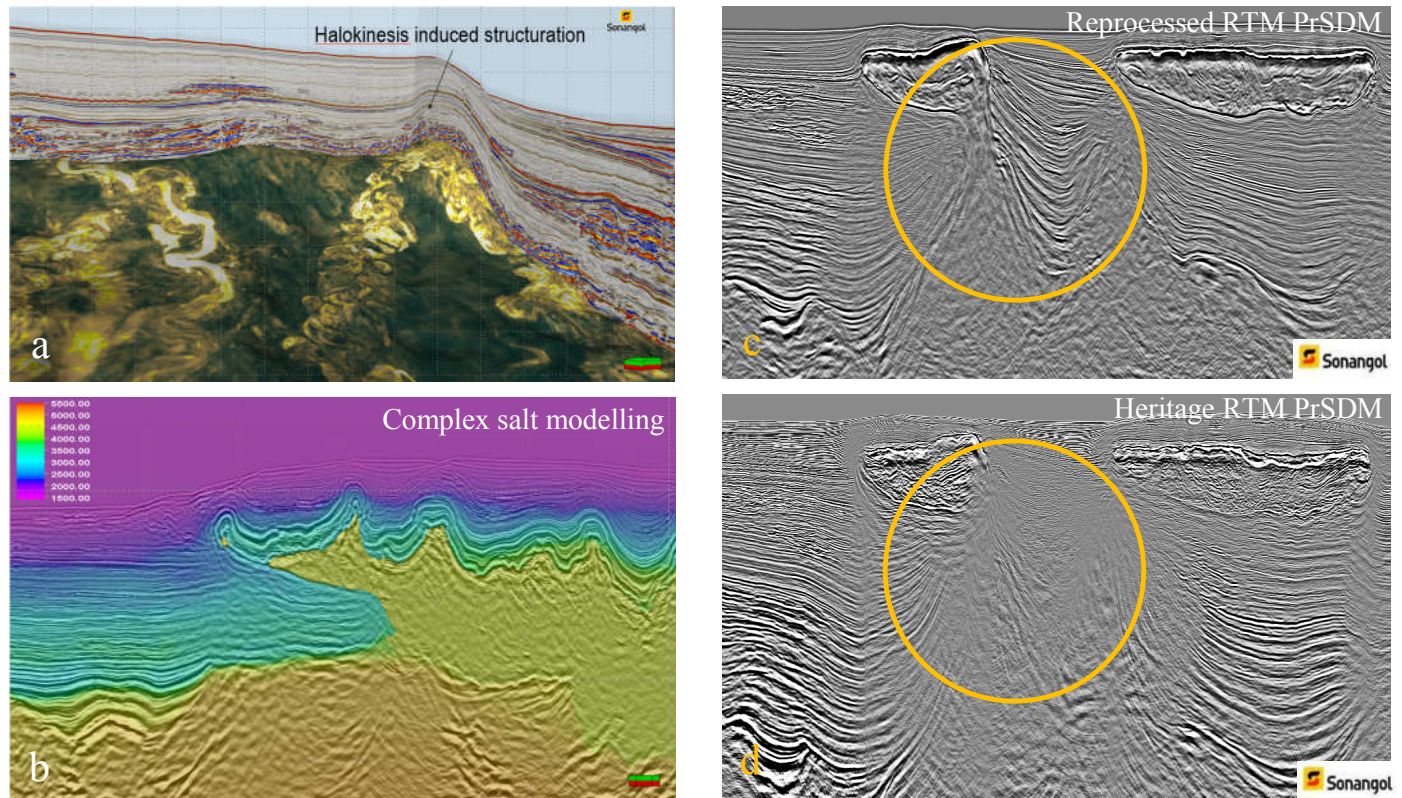 Sonangol
Halokinesis induced structuration
a
5500.00
5000.00
4500.00
4000.00
3500.00
3000.00
2500.00
2000.00
1500.00
Complex salt modelling
b
Reprocessed RTM PrSDM
c
Sonangol
Heritage RTM PrSDM
d
Sonangol